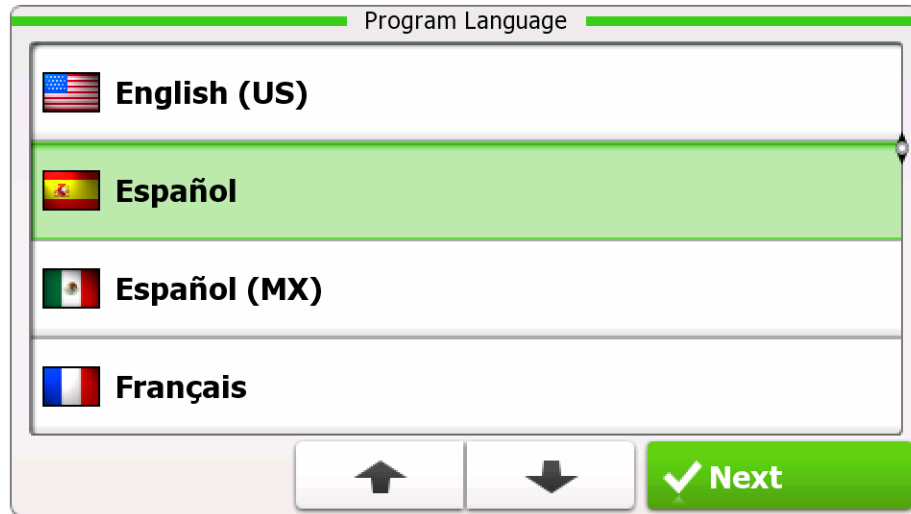 Program Language
English (US)
Español
Español (MX)
Français
Next